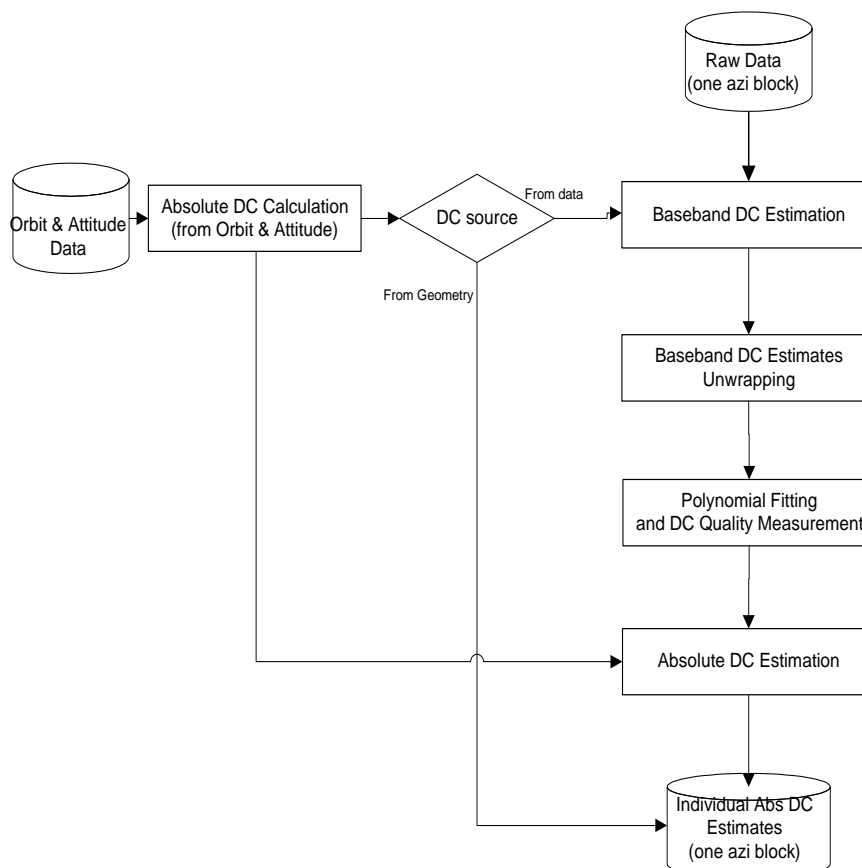 Raw Data
(one azi block)
Orbit & Attitude
Data
Absolute DC Calculation
(from Orbit & Attitude)
DC source
From data
Baseband DC Estimation
From Geometry
Baseband DC Estimates
Unwrapping
Polynomial Fitting
and DC Quality Measurement
Absolute DC Estimation
Individual Abs DC
Estimates
(one azi block)